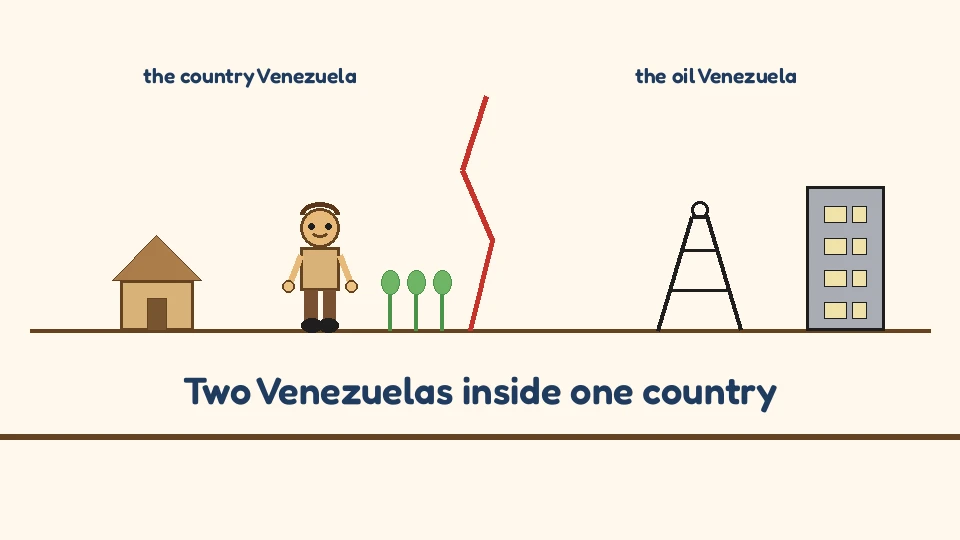 the country Venezuela
the oil Venezuela
Two Venezuelas inside one country